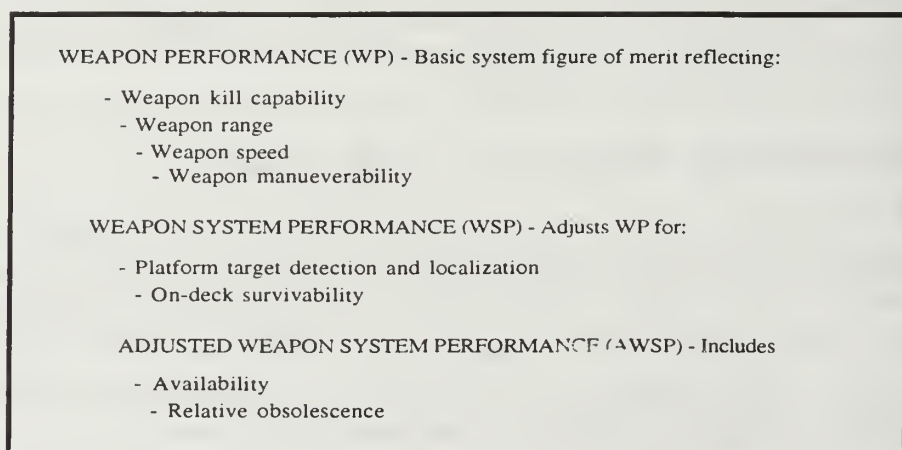 WEAPON PERFORMANCE (WP) - Basic system figure of merit reflecting:
- Weapon kill capability
- Weapon range
- Weapon speed
- Weapon manueverability
WEAPON SYSTEM PERFORMANCE (WSP) - Adjusts WP for:
- Platform target detection and localization
- On-deck survivability
ADJUSTED WEAPON SYSTEM PERFORMANCE (AWSP) - Includes
- Availability
- Relative obsolescence